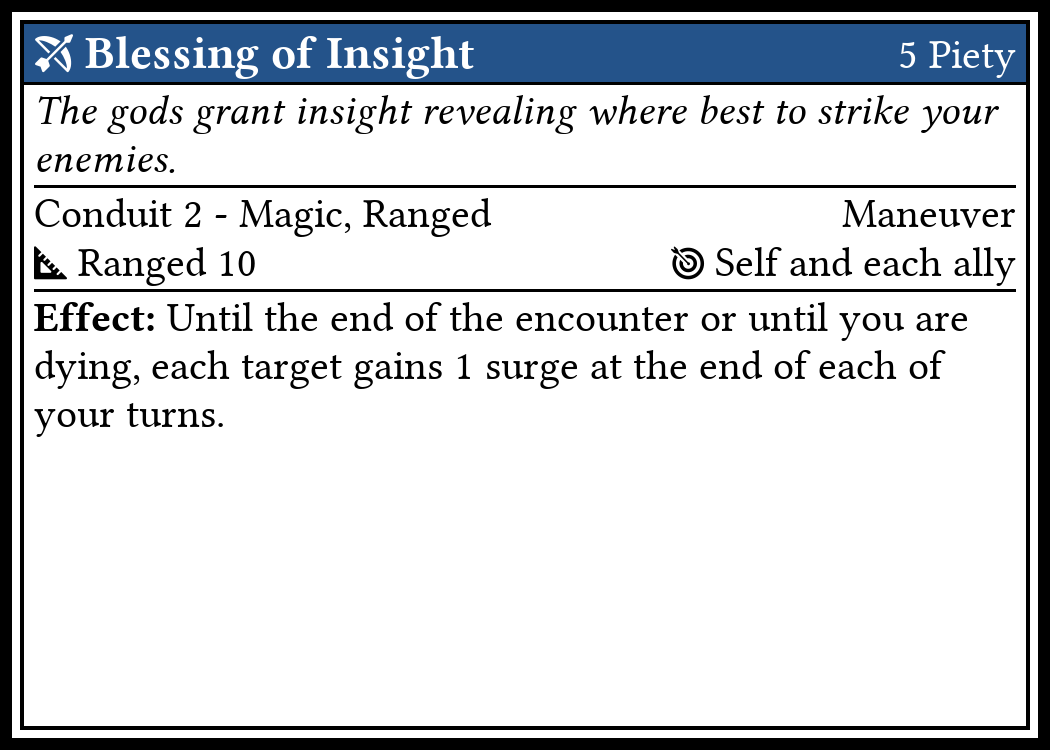 Blessing of Insight 5 Piety
The gods grant insight revealing where best to strike your
enemies.
Conduit 2 - Magic, Ranged Maneuver
Ranged 10 Self and each ally
Effect: Until the end of the encounter or until you are
dying, each target gains 1 surge at the end of each of
your turns.